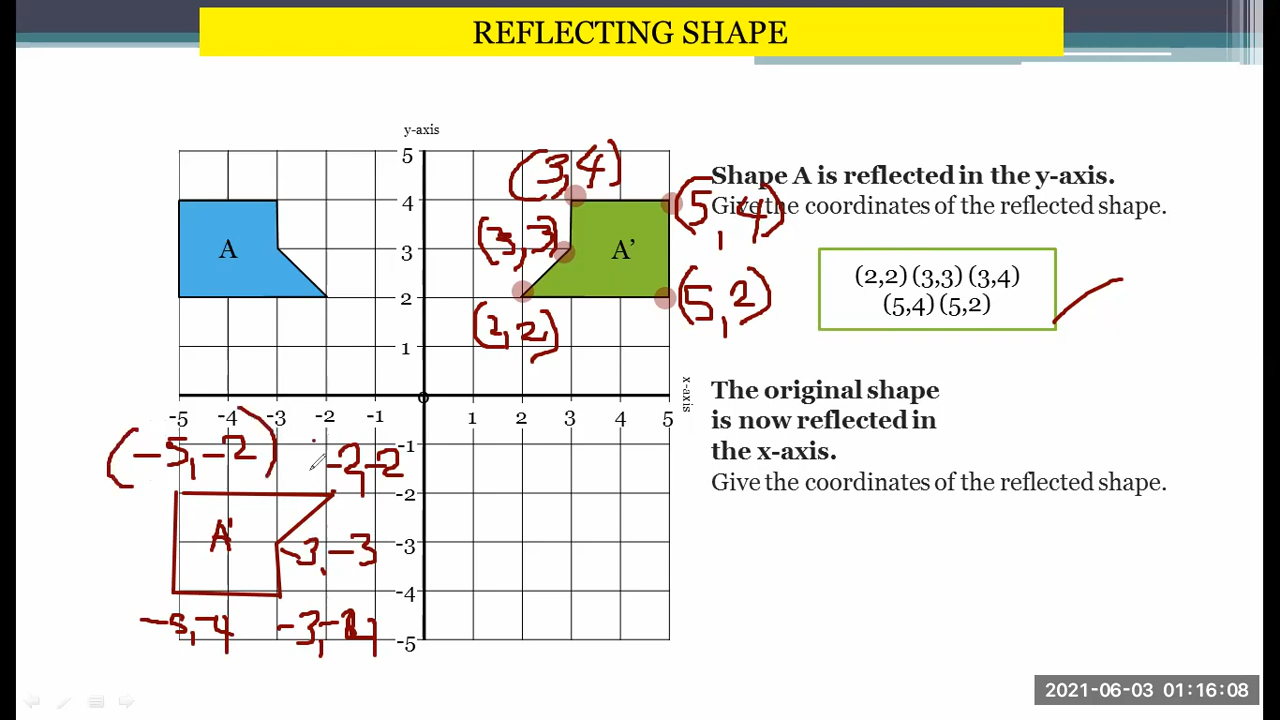 REFLECTING SHAPE
y-axis
5
4
3
2
1
0
-5 -4 -3 -2 -1
1 2 3 4 5
x-axis
-1
-2
-3
-4
-5
A
A’
(3,4)
(5,4)
(3,3)
(5,2)
(2,2)
Shape A is reflected in the y-axis.
Give the coordinates of the reflected shape.
(2,2) (3,3) (3,4)
(5,4) (5,2)
The original shape
is now reflected in
the x-axis.
Give the coordinates of the reflected shape.
(-5,-2)
-2,-2
A'
-3,-3
-5,-4
-3,-4
2021-06-03 01:16:08